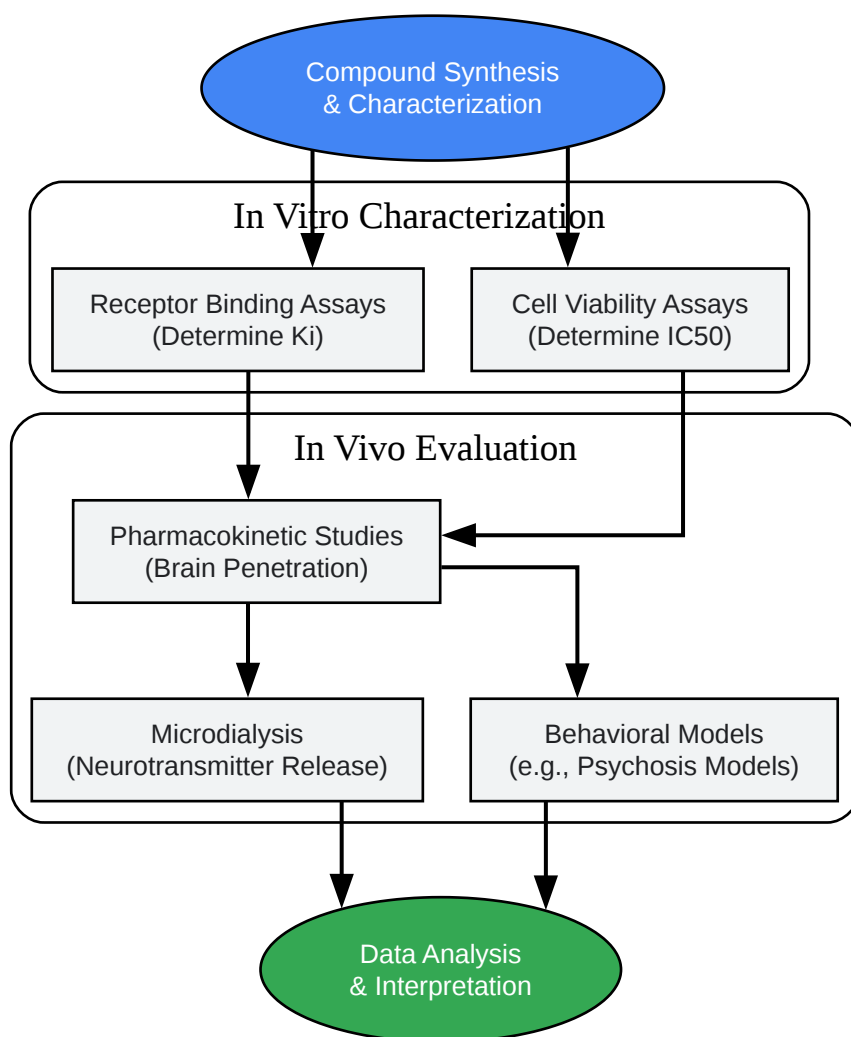 Compound Synthesis
& Characterization
In Vitro Characterization
Receptor Binding Assays
(Determine Ki)
Cell Viability Assays
(Determine IC50)
In Vivo Evaluation
Pharmacokinetic Studies
(Brain Penetration)
Microdialysis
(Neurotransmitter Release)
Behavioral Models
(e.g., Psychosis Models)
Data Analysis
& Interpretation